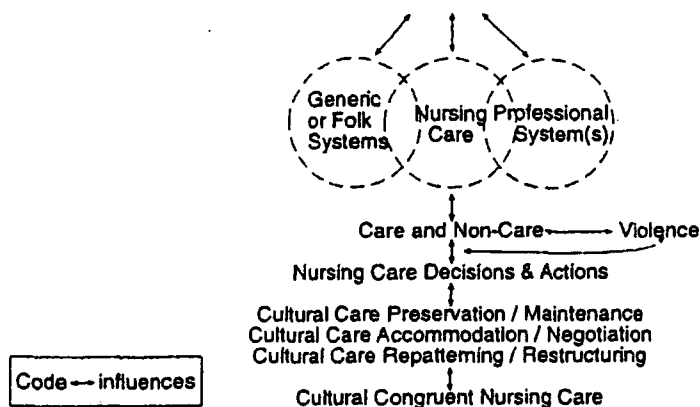 Generic
or Folk
Systems
Nursing
Care
Professional
System(s)
Care and Non-Care
Violence
Nursing Care Decisions & Actions
Cultural Care Preservation / Maintenance
Cultural Care Accommodation / Negotiation
Cultural Care Repatterning / Restructuring
Code ↔ influences
Cultural Congruent Nursing Care